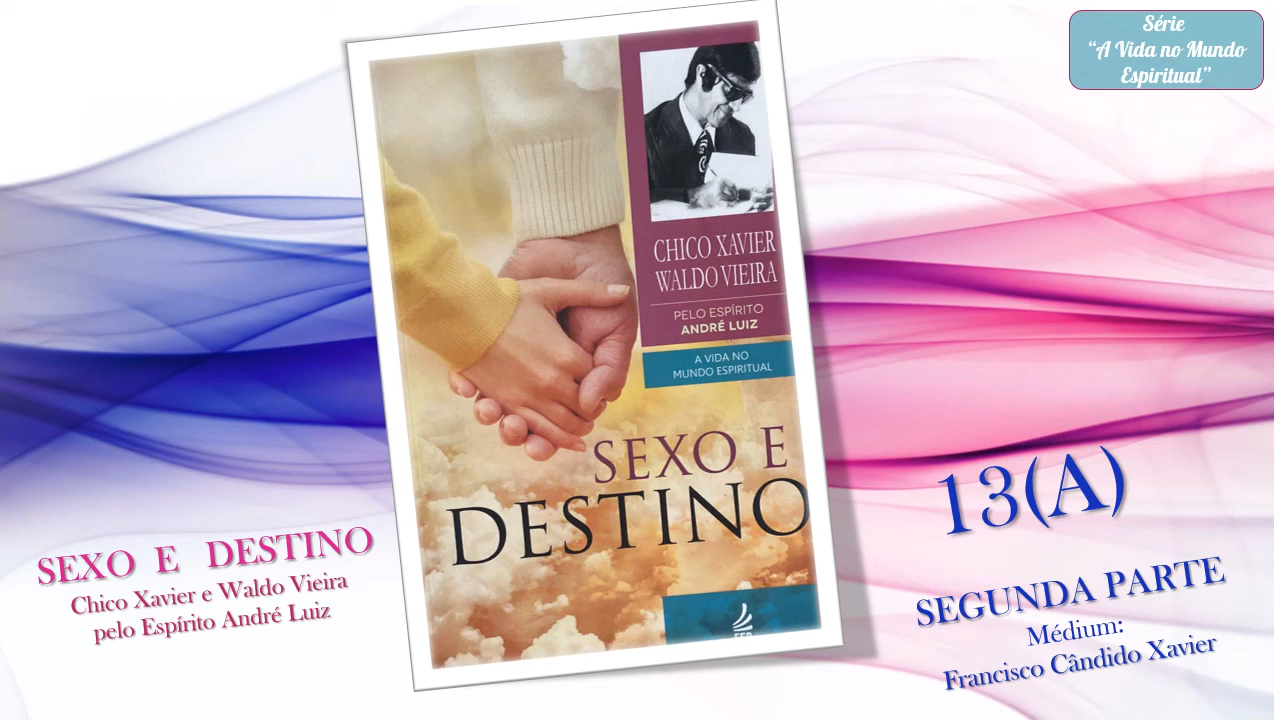 Série
“A Vida no Mundo
Espiritual”
CHICO XAVIER
WALDO VIEIRA
PELO ESPÍRITO
ANDRÉ LUIZ
A VIDA NO
MUNDO ESPIRITUAL
SEXO E
DESTINO
FEB
SEXO E DESTINO
Chico Xavier e Waldo Vieira
pelo Espírito André Luiz
13(A)
SEGUNDA PARTE
Médium:
Francisco Cândido Xavier